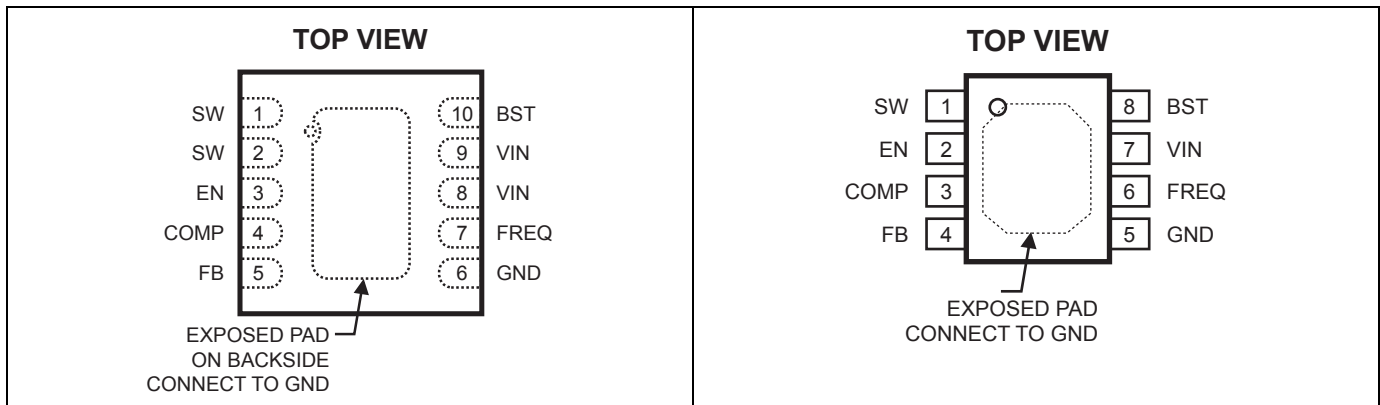 TOP VIEW
SW 1 10 BST
SW 2 9 VIN
EN 3 8 VIN
COMP 4 7 FREQ
FB 5 6 GND
EXPOSED PAD
ON BACKSIDE
CONNECT TO GND
TOP VIEW
SW 1 8 BST
EN 2 7 VIN
COMP 3 6 FREQ
FB 4 5 GND
EXPOSED PAD
CONNECT TO GND